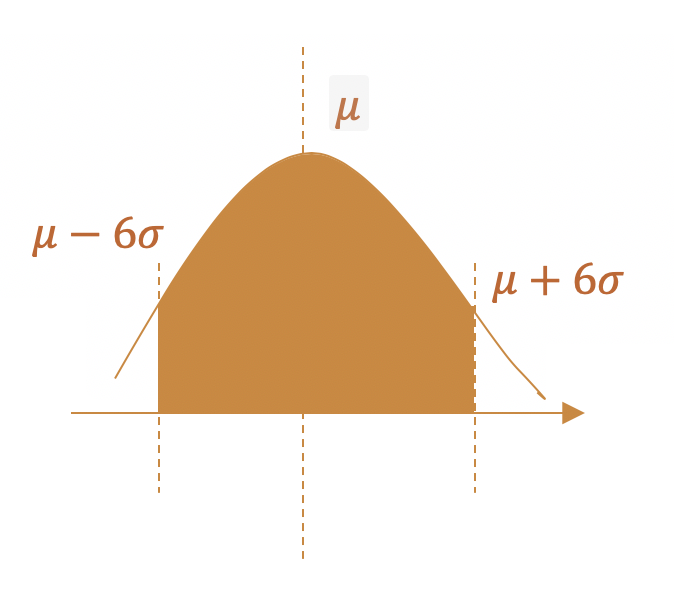 μ
μ − 6σ
μ + 6σ